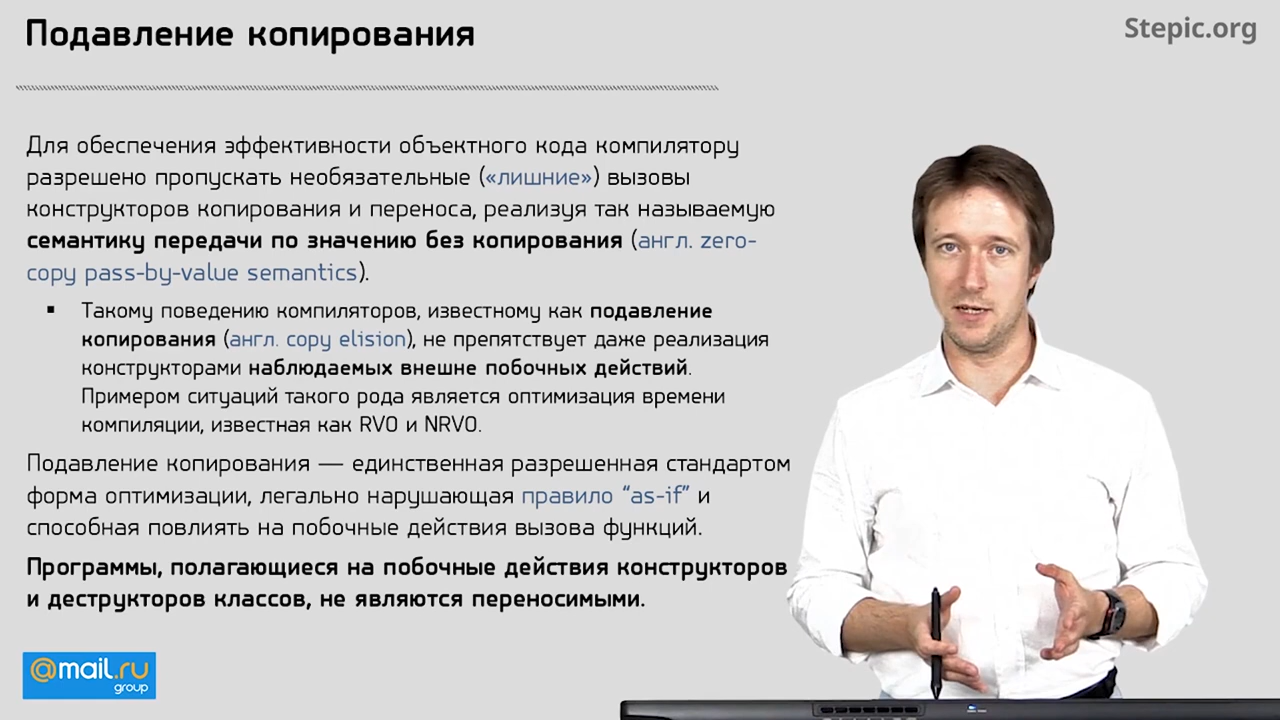 Подавление копирования
Stepic.org
Для обеспечения эффективности объектного кода компилятору
разрешено пропускать необязательные («лишние») вызовы
конструкторов копирования и переноса, реализуя так называемую
семантику передачи по значению без копирования (англ. zero-
copy pass-by-value semantics).
▪ Такому поведению компиляторов, известному как подавление
копирования (англ. copy elision), не препятствует даже реализация
конструкторами наблюдаемых внешне побочных действий.
Примером ситуаций такого рода является оптимизация времени
компиляции, известная как RVO и NRVO.
Подавление копирования — единственная разрешенная стандартом
форма оптимизации, легально нарушающая правило “as-if” и
способная повлиять на побочные действия вызова функций.
Программы, полагающиеся на побочные действия конструкторов
и деструкторов классов, не являются переносимыми.
@mail.ru
group